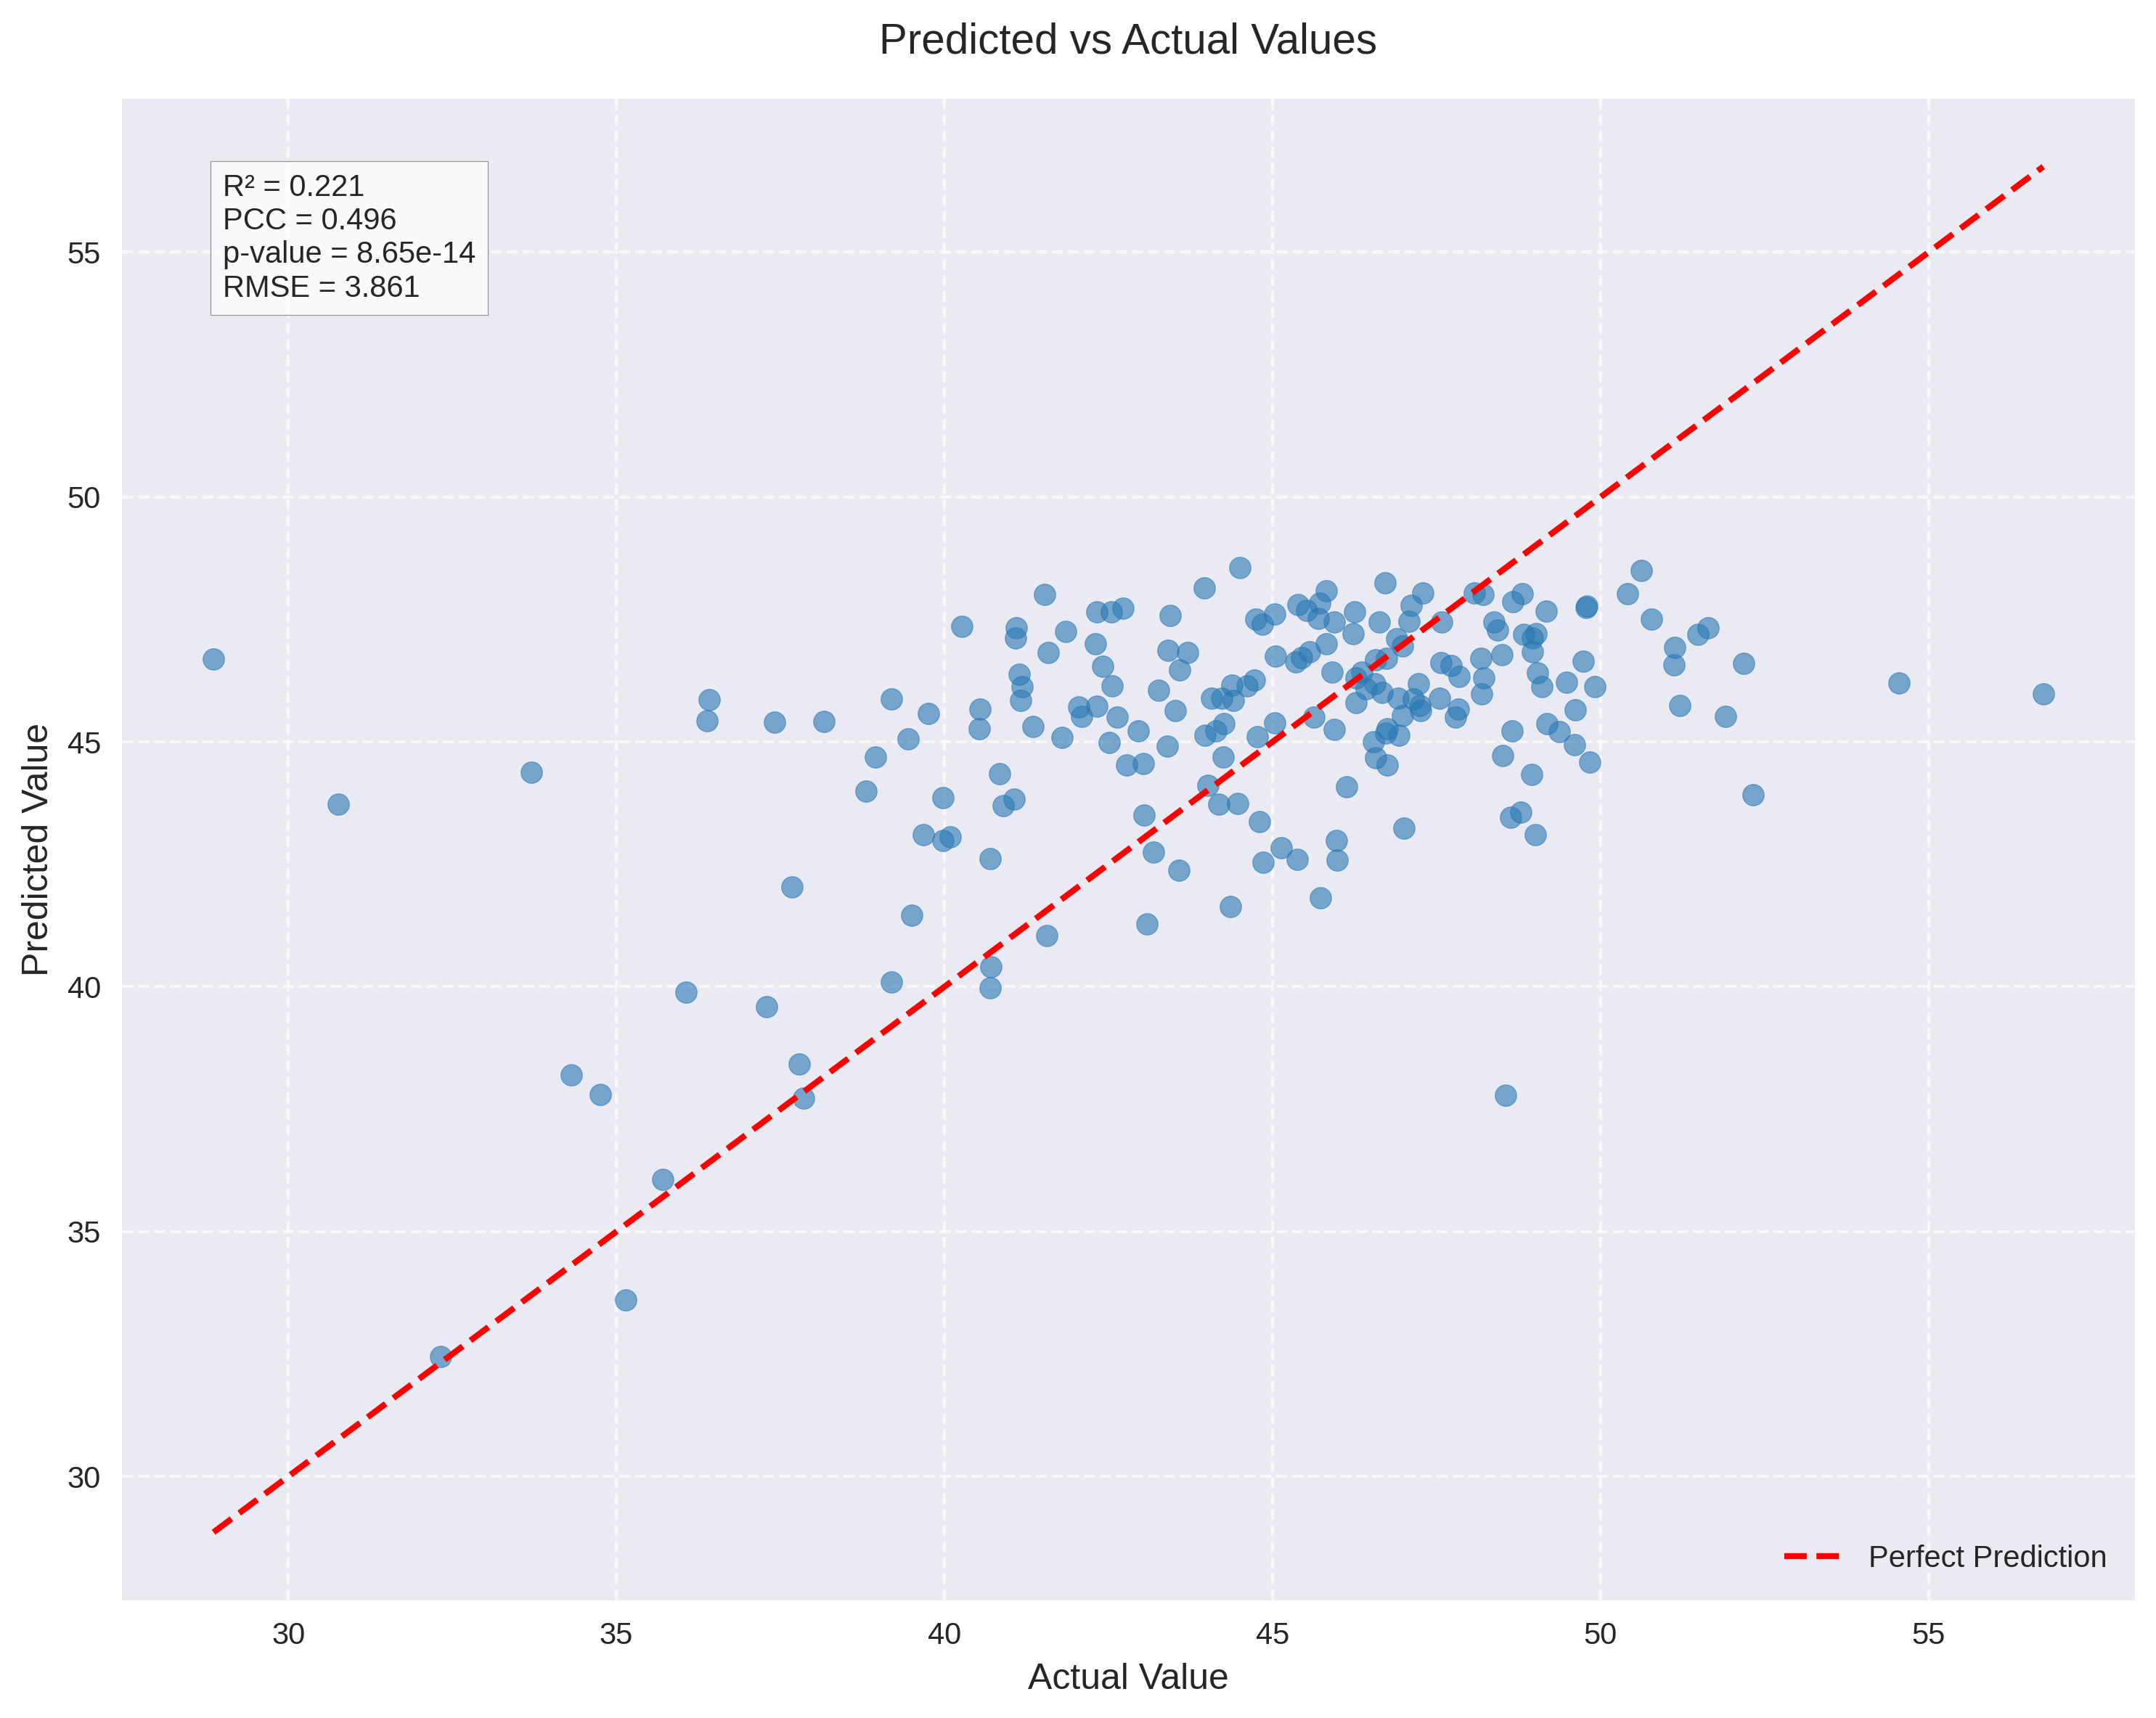 Predicted vs Actual Values
R² = 0.221
PCC = 0.496
p-value = 8.65e-14
RMSE = 3.861
55
50
45
40
35
30
Predicted Value
Perfect Prediction
30 35 40 45 50 55
Actual Value